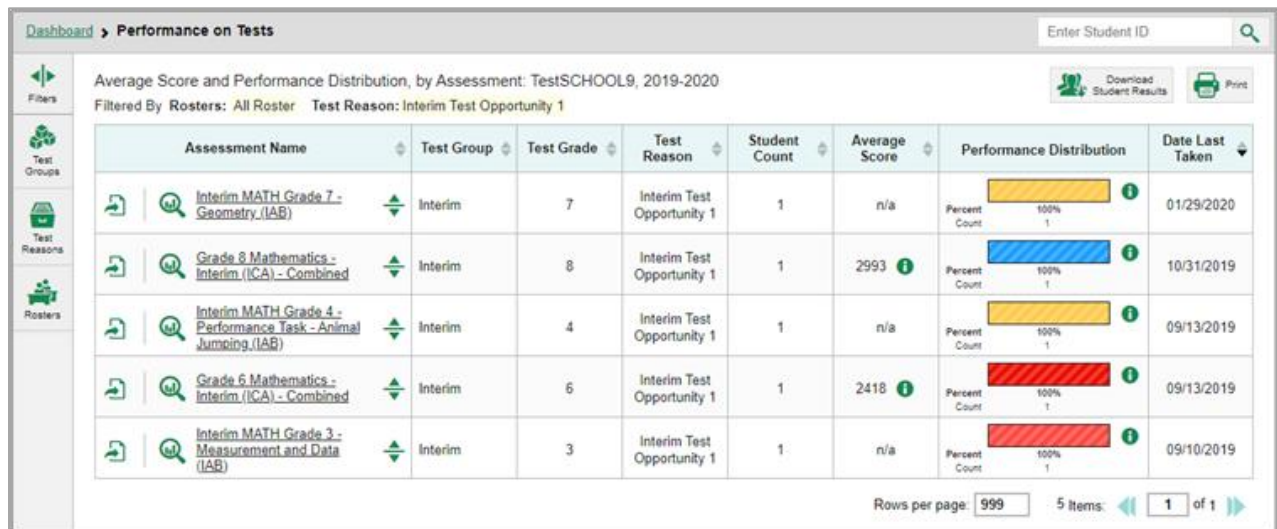 Dashboard > Performance on Tests
Enter Student ID
Filters
Test
Groups
Test
Reasons
Rosters
Average Score and Performance Distribution, by Assessment: TestSCHOOL9, 2019-2020
Filtered By Rosters: All Roster Test Reason: Interim Test Opportunity 1
Download
Student Results
Print
Assessment Name
Test Group
Test Grade
Test
Reason
Student
Count
Average
Score
Performance Distribution
Date Last
Taken
Interim MATH Grade 7 -
Geometry (IAB)
Interim
7
Interim Test
Opportunity 1
1
n/a
Percent 100%
Count 1
01/29/2020
Grade 8 Mathematics -
Interim (ICA) - Combined
Interim
8
Interim Test
Opportunity 1
1
2993
Percent 100%
Count 1
10/31/2019
Interim MATH Grade 4 -
Performance Task - Animal
Jumping (IAB)
Interim
4
Interim Test
Opportunity 1
1
n/a
Percent 100%
Count 1
09/13/2019
Grade 6 Mathematics -
Interim (ICA) - Combined
Interim
6
Interim Test
Opportunity 1
1
2418
Percent 100%
Count 1
09/13/2019
Interim MATH Grade 3 -
Measurement and Data
(IAB)
Interim
3
Interim Test
Opportunity 1
1
n/a
Percent 100%
Count 1
09/10/2019
Rows per page: 999 5 Items: 1 of 1